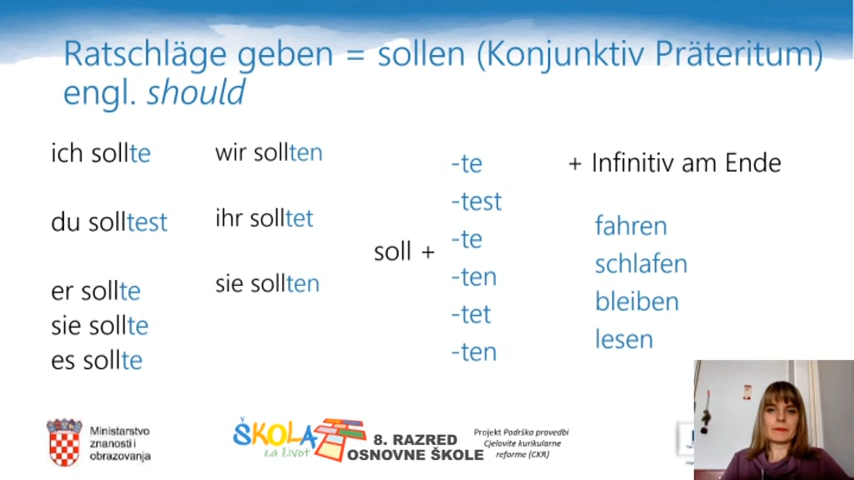 Ratschläge geben = sollen (Konjunktiv Präteritum)
engl. should
ich sollte
du solltest
er sollte
sie sollte
es sollte
wir sollten
ihr solltet
sie sollten
soll +
-te
-test
-te
-ten
-tet
-ten
+ Infinitiv am Ende
fahren
schlafen
bleiben
lesen
Ministarstvo
znanosti i
obrazovanja
ŠKOLA
za život
8. RAZRED
OSNOVNE ŠKOLE
Projekt Podrška provedbi
Cjelovite kurikularne
reforme (CKR)